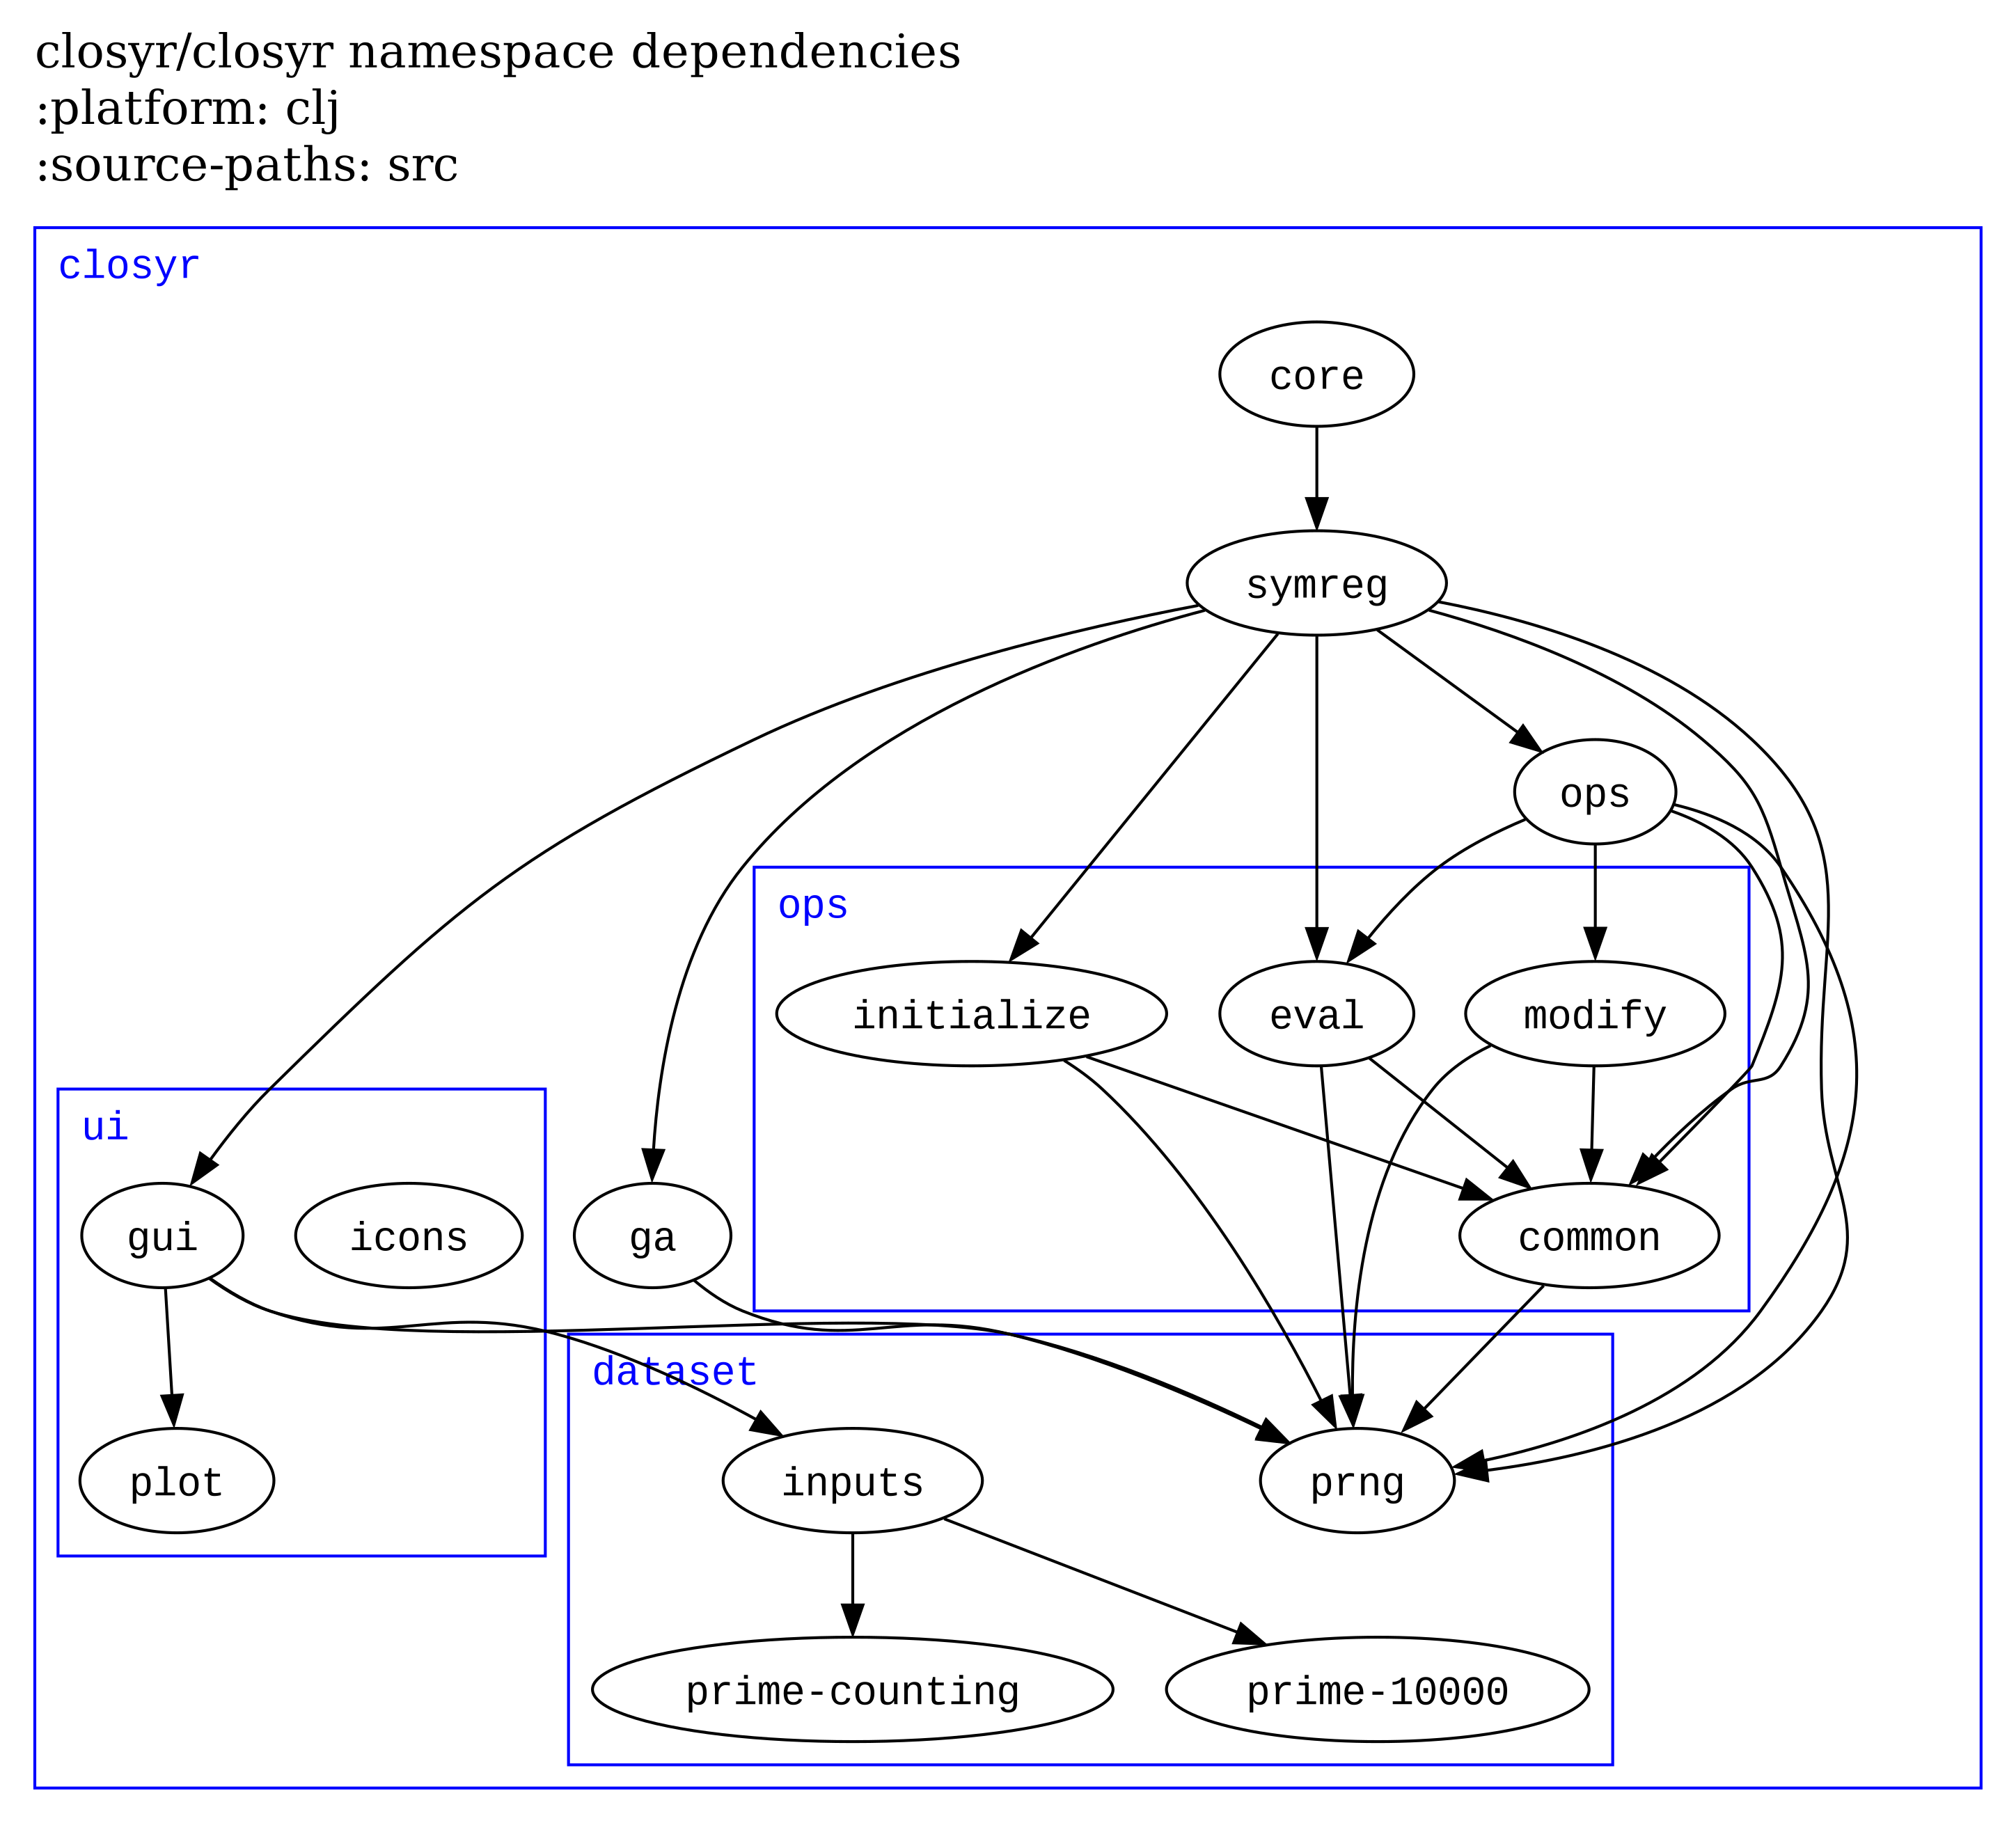 closyr/closyr namespace dependencies
:platform: clj
:source-paths: src
closyr
core
symreg
ops
ops
initialize
eval
modify
ui
gui
icons
ga
common
dataset
plot
inputs
prng
prime-counting
prime-10000